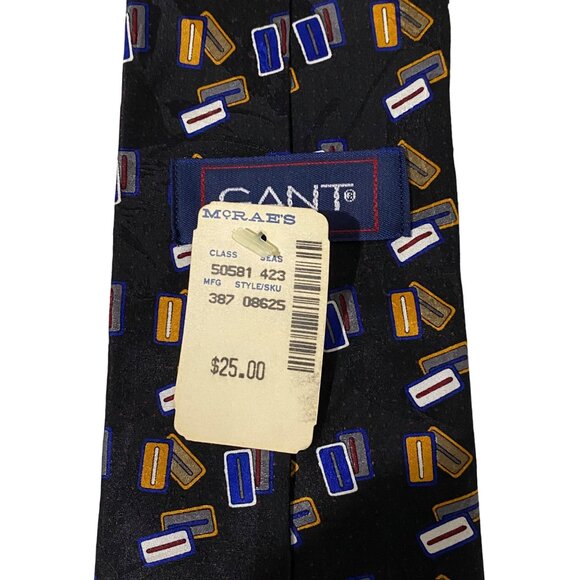 GANT®
McRAE'S
CLASS SEAS
50581 423
MFG STYLE/SKU
387 08625
$25.00